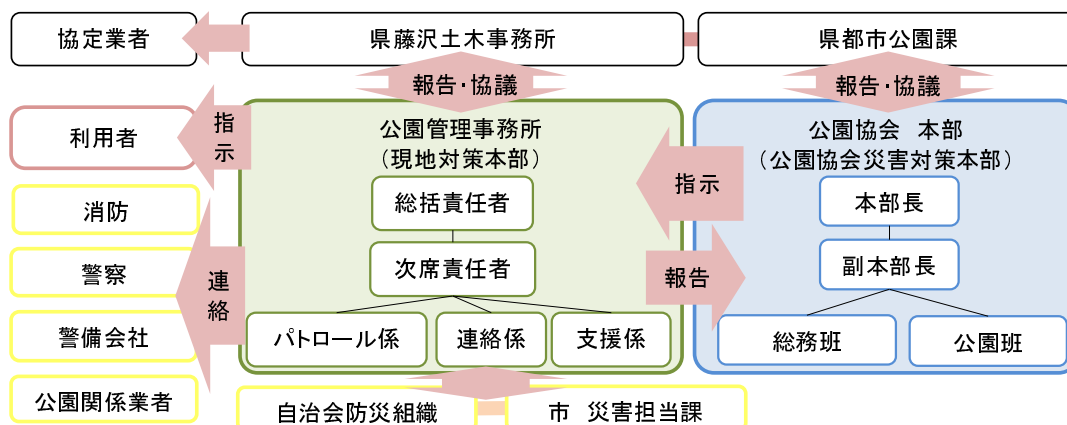 協定業者
県藤沢土木事務所
県都市公園課
報告・協議
報告・協議
利用者
指示
公園管理事務所
（現地対策本部）
公園協会 本部
（公園協会災害対策本部）
指示
総括責任者
本部長
消防
次席責任者
副本部長
警察
連絡
報告
警備会社
パトロール係
連絡係
支援係
総務班
公園班
公園関係業者
自治会防災組織
市 災害担当課